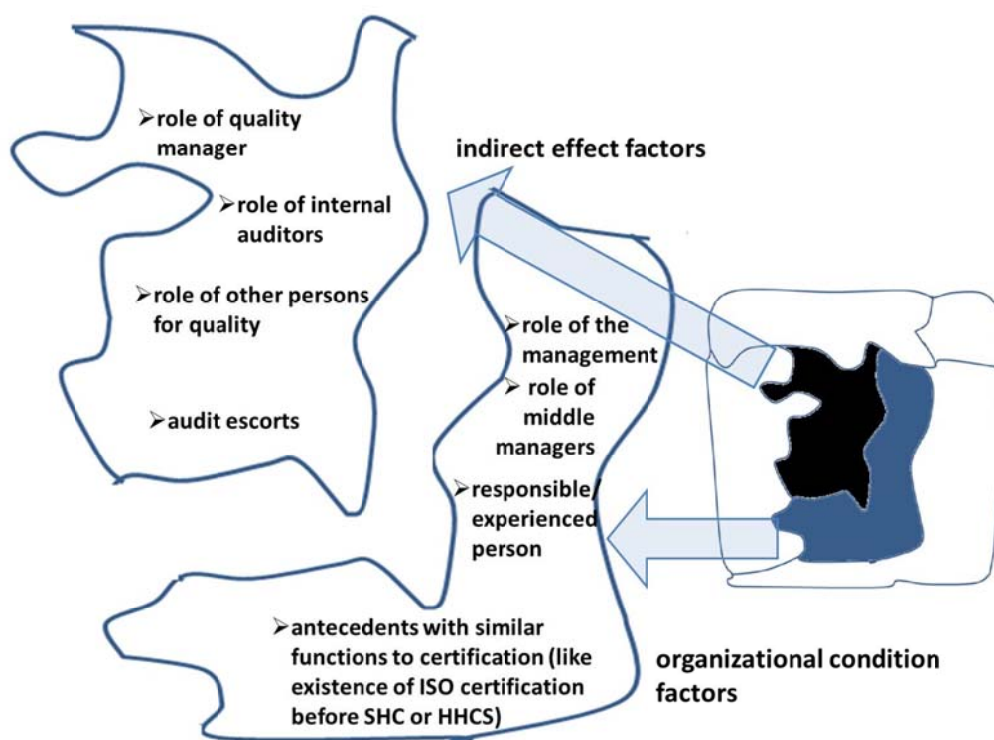 ➢role of quality
manager
➢role of internal
auditors
➢role of other persons
for quality
➢audit escorts
indirect effect factors
➢role of the
management
➢role of
middle
managers
➢responsible/
experienced
person
➢antecedents with similar
functions to certification (like
existence of ISO certification
before SHC or HHCS)
organizational condition
factors